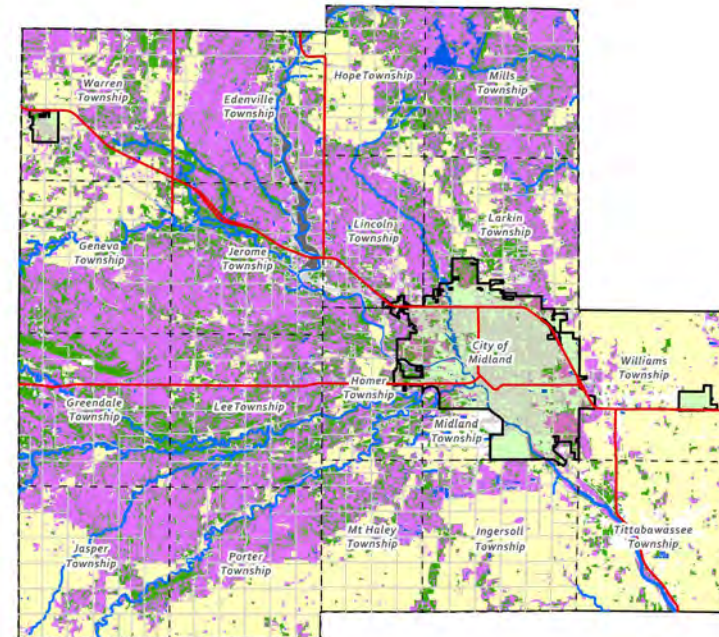 Warren
Township
Edenville
Township
Hope Township
Mills
Township
Geneva
Township
Jerome
Township
Lincoln
Township
Larkin
Township
City of
Midland
Williams
Township
Greendale
Township
Lee Township
Homer
Township
Midland
Township
Jasper
Township
Porter
Township
Mt Haley
Township
Ingersoll
Township
Tittabawassee
Township